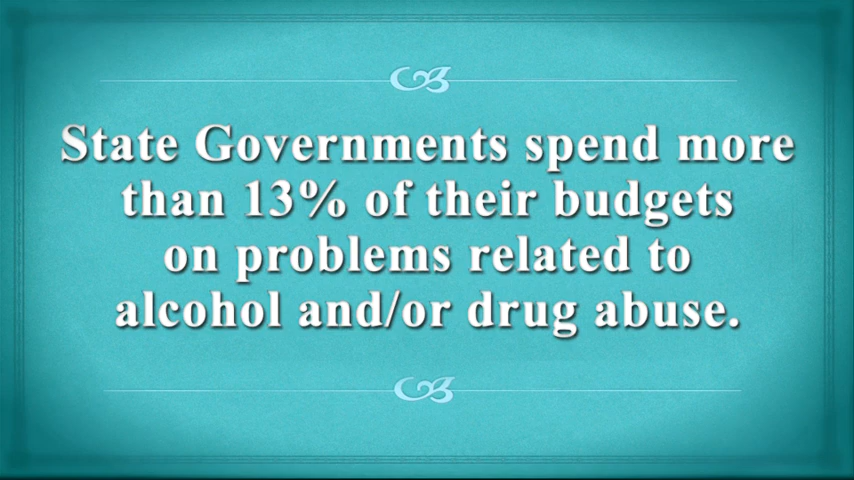 State Governments spend more
than 13% of their budgets
on problems related to
alcohol and/or drug abuse.